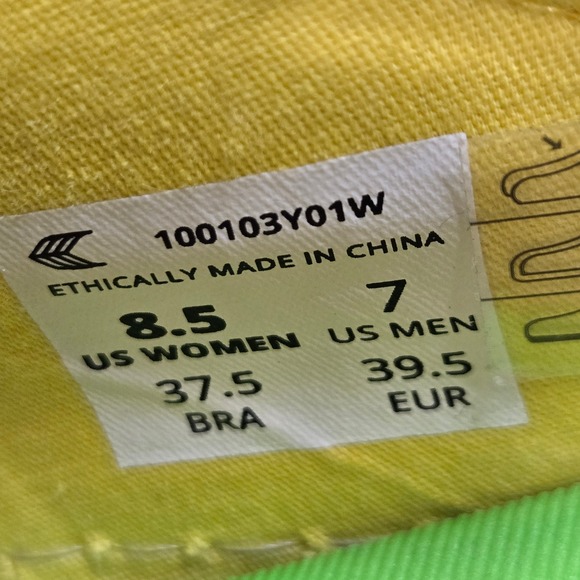 100103Y01W
ETHICALLY MADE IN CHINA
8.5 7
US WOMEN US MEN
37.5 39.5
BRA EUR